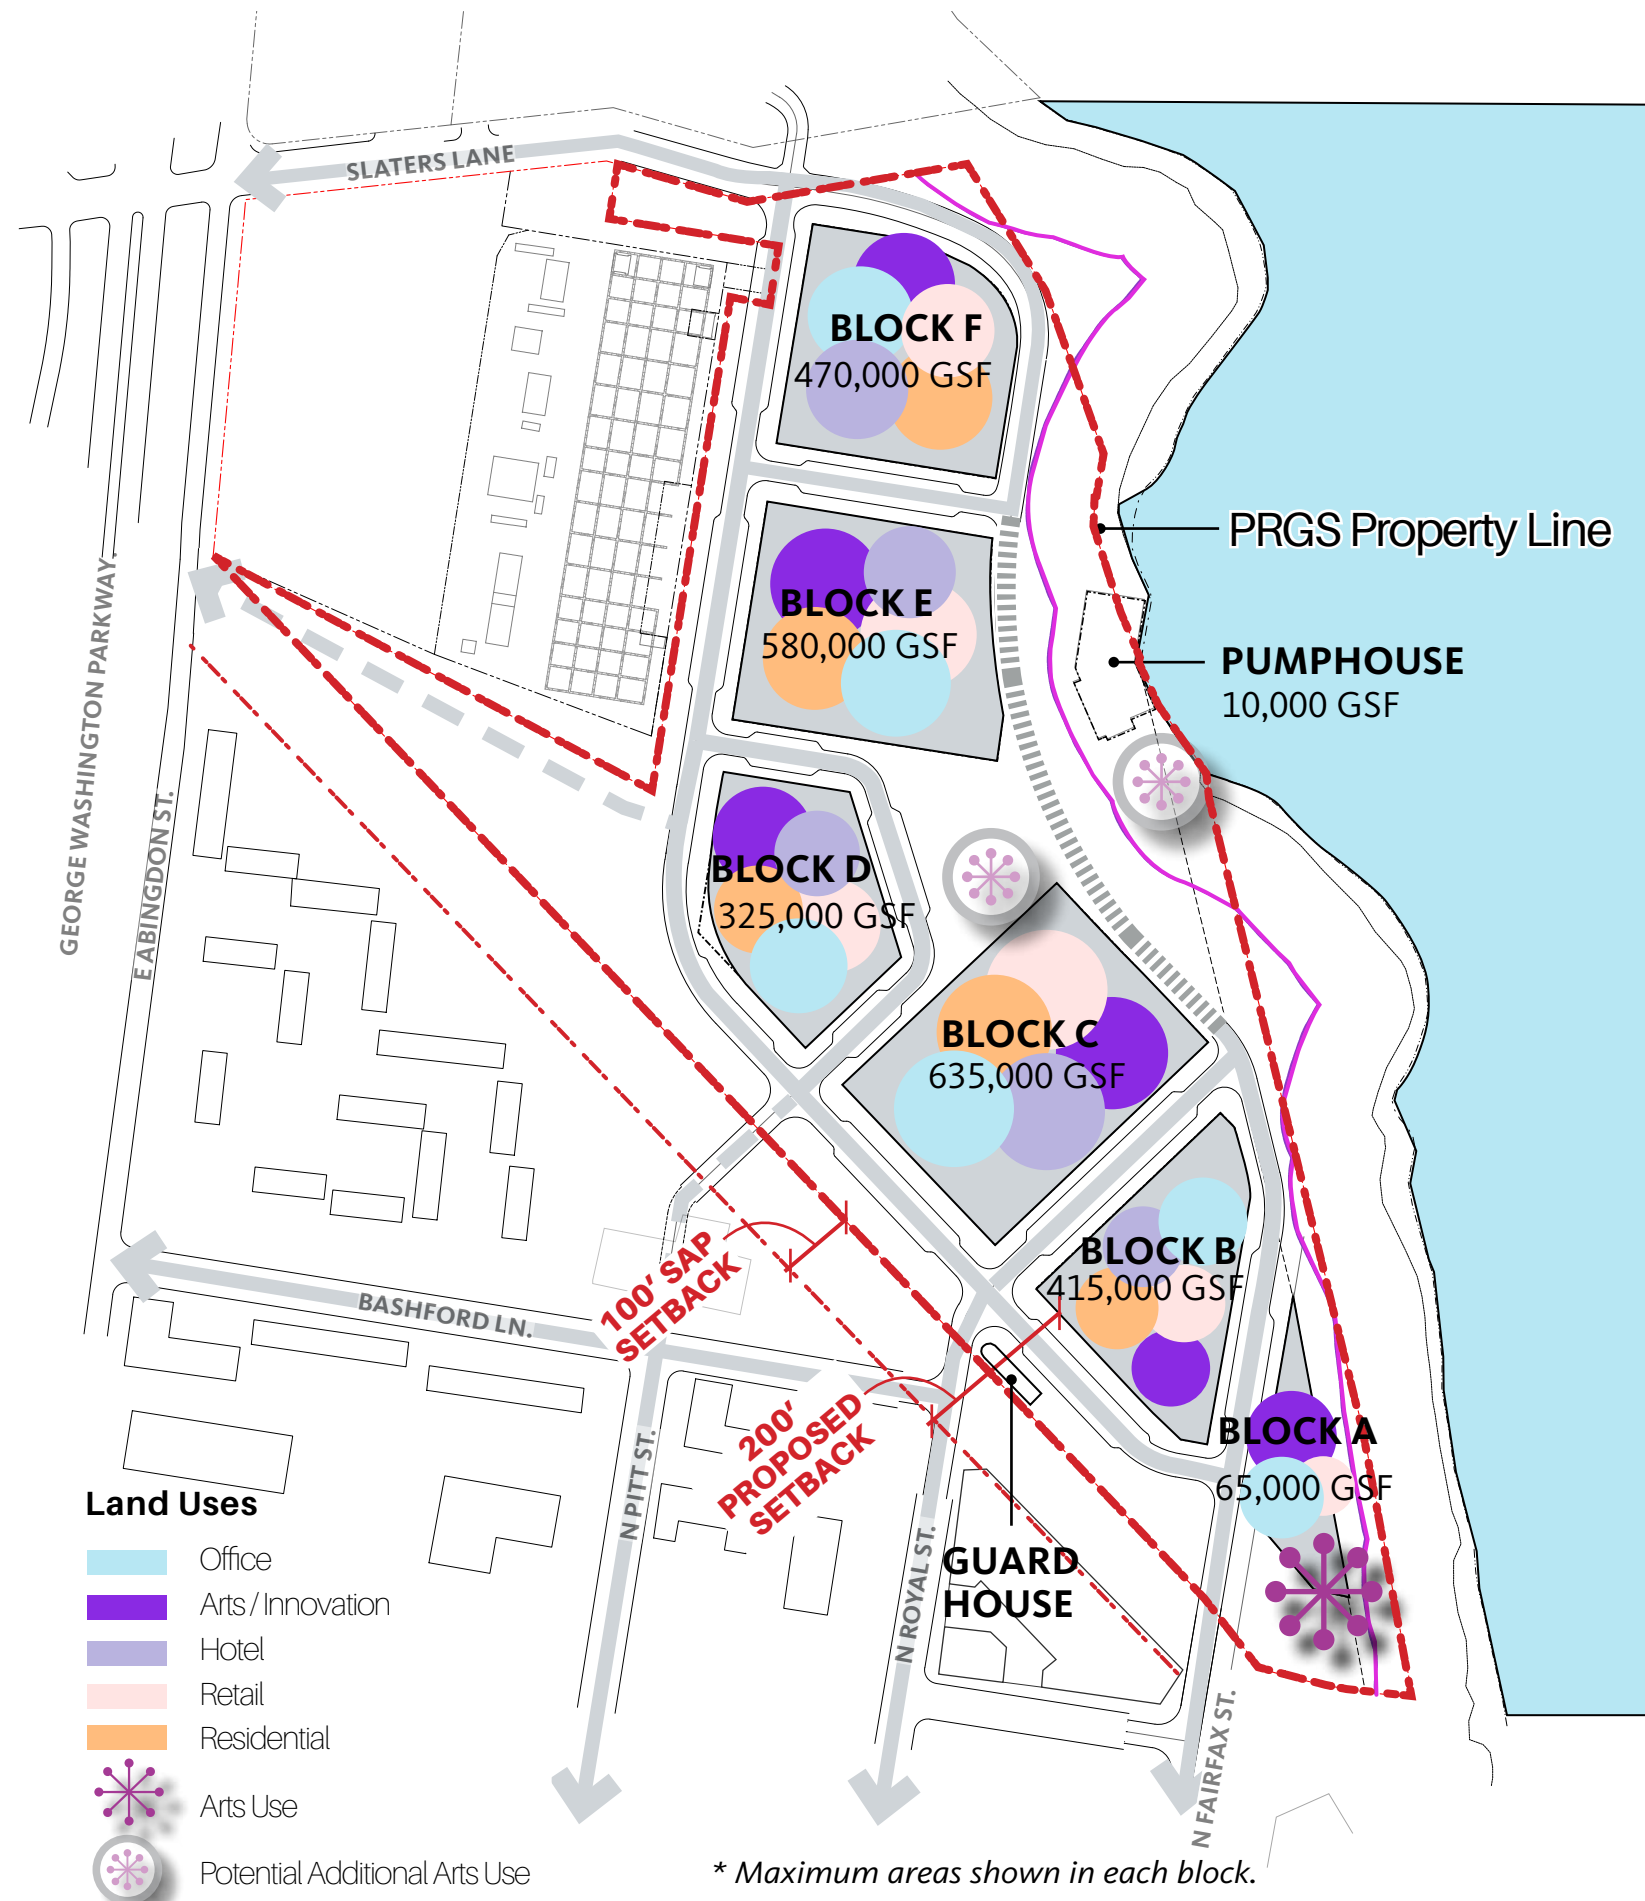 SLATERS LANE
BLOCK F
470,000 GSF
PRGS Property Line
BLOCK E
580,000 GSF
PUMPHOUSE
10,000 GSF
GEORGE WASHINGTON PARKWAY
E ABINGDON ST.
BLOCK D
325,000 GSF
BLOCK C
635,000 GSF
BLOCK B
415,000 GSF
100' SAP
SETBACK
BASHFORD LN.
200'
PROPOSED
SETBACK
BLOCK A
65,000 GSF
N PITT ST.
N ROYAL ST.
GUARD
HOUSE
N FAIRFAX ST.
Land Uses
Office
Arts / Innovation
Hotel
Retail
Residential
Arts Use
Potential Additional Arts Use
* Maximum areas shown in each block.